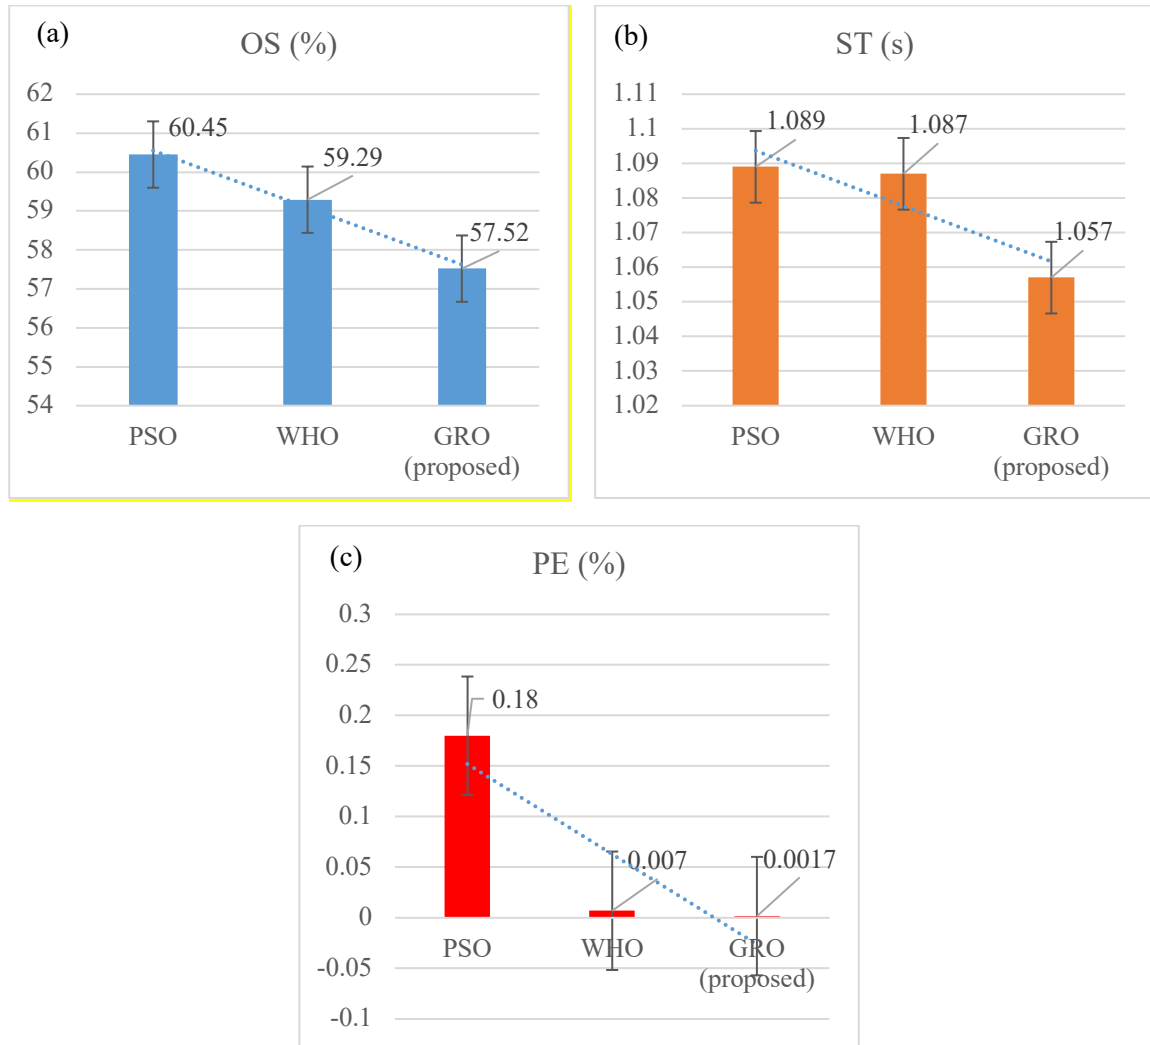 (a)
OS (%)
62
61
60
59
58
57
56
55
54
60.45
59.29
57.52
PSO
WHO
GRO
(proposed)
(b)
ST (s)
1.11
1.1
1.09
1.08
1.07
1.06
1.05
1.04
1.03
1.02
1.089
1.087
1.057
PSO
WHO
GRO
(proposed)
(c)
PE (%)
0.3
0.25
0.2
0.15
0.1
0.05
0
-0.05
-0.1
0.18
0.007
0.0017
PSO
WHO
GRO
(proposed)